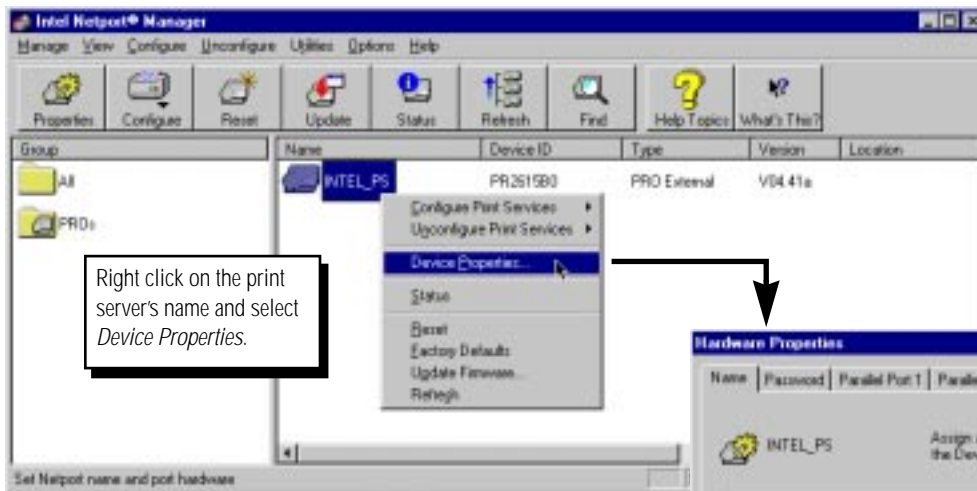 Intel Netport® Manager
Manage View Configure Unconfigure Utilities Options Help
Properties Configure Reset Update Status Refresh Find Help Topics What's This?
Group Name Device ID Type Version Location
All INTEL_PS PR2615B0 PRO External V04.41a
PROs
Configure Print Services
Unconfigure Print Services
Device Properties...
Status
Reset
Factory Defaults
Update Firmware...
Refresh
Right click on the print
server's name and select
Device Properties.
Hardware Properties
Name Password Parallel Port 1 Paralle
INTEL_PS
Assign
the Dev
Set Netport name and port hardware